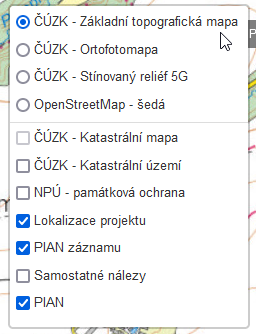 ČÚZK - Základní topografická mapa
ČÚZK - Ortofotomapa
ČÚZK - Stínovaný reliéf 5G
OpenStreetMap - šedá
ČÚZK - Katastrální mapa
ČÚZK - Katastrální území
NPÚ - památková ochrana
Lokalizace projektu
PIAN záznamu
Samostatné nálezy
PIAN